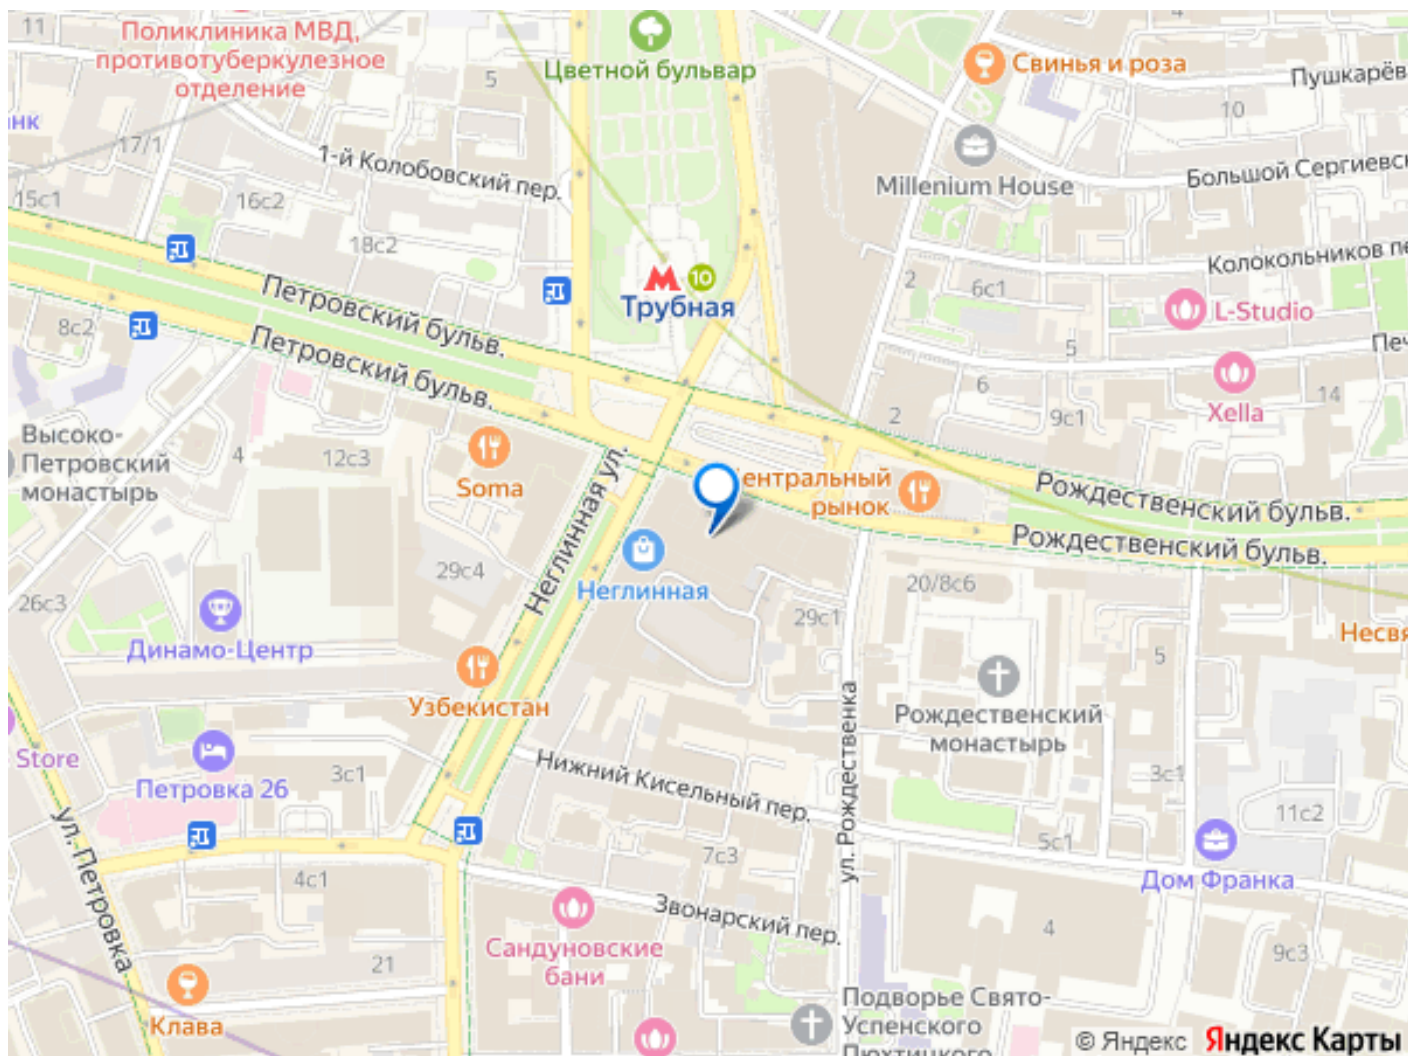 11
Поликлиника МВД,
противотуберкулезное
отделение
5
Цветной бульвар
4
Свинья и роза
Пушкарёв
10
нк
17/1
1-й Колобовский пер.
Millenium House
Большой Сергиевск
15с1
16с2
18с2
Колокольников пе
2
6с1
10
Трубная
L-Studio
8с2
Петровский бульв.
Петровский бульв.
5
Печ
6
14
Xella
2
9с1
Высоко-
Петровский
монастырь
4
12с3
Soma
Неглинная ул.
ентральный
рынок
Рождественский бульв.
Рождественский бульв.
29с4
Неглинная
20/8с6
26с3
29с1
Динамо-Центр
Несвя
5
Узбекистан
Рождественский
монастырь
ул. Рождественка
Store
Петровка 26
3с1
Нижний Кисельный пер.
3с1
11с2
ул. Петровка
7с3
5с1
Дом Франка
4с1
Звонарский пер.
4
Сандуновские
бани
21
9с3
Клава
Подворье Свято-
Успенского
Пюхтицкого
© Яндекс Яндекс Карты